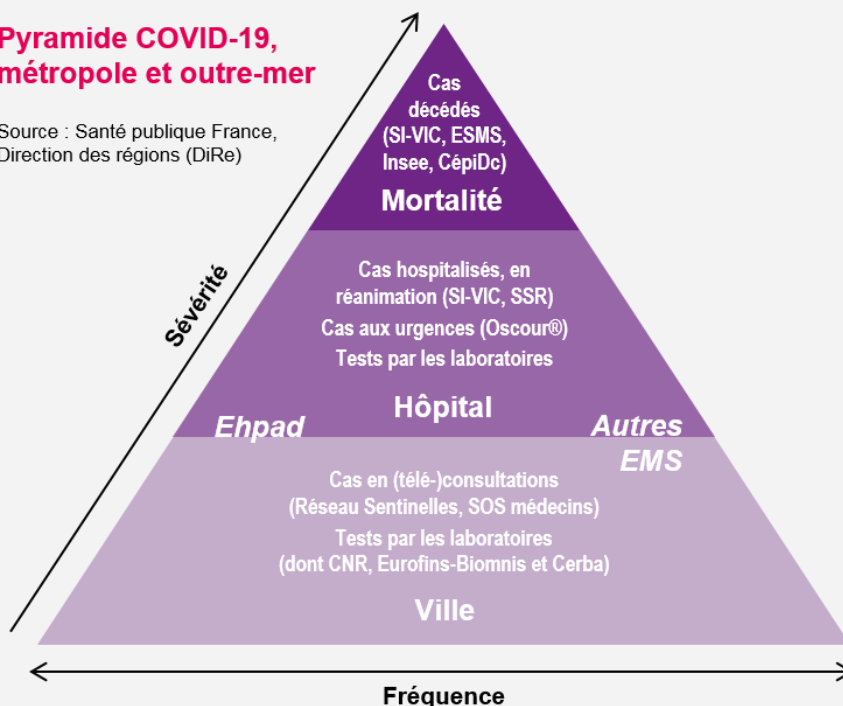 Pyramide COVID-19,
métropole et outre-mer
Source : Santé publique France,
Direction des régions (DiRe)
Sévérité
Cas
décédés
(SI-VIC, ESMS,
Insee, CépiDc)
Mortalité
Cas hospitalisés, en
réanimation (SI-VIC, SSR)
Cas aux urgences (Oscour®)
Tests par les laboratoires
Hôpital
Ehpad
Autres
EMS
Cas en (télé-)consultations
(Réseau Sentinelles, SOS médecins)
Tests par les laboratoires
(dont CNR, Eurofins-Biomnis et Cerba)
Ville
Fréquence